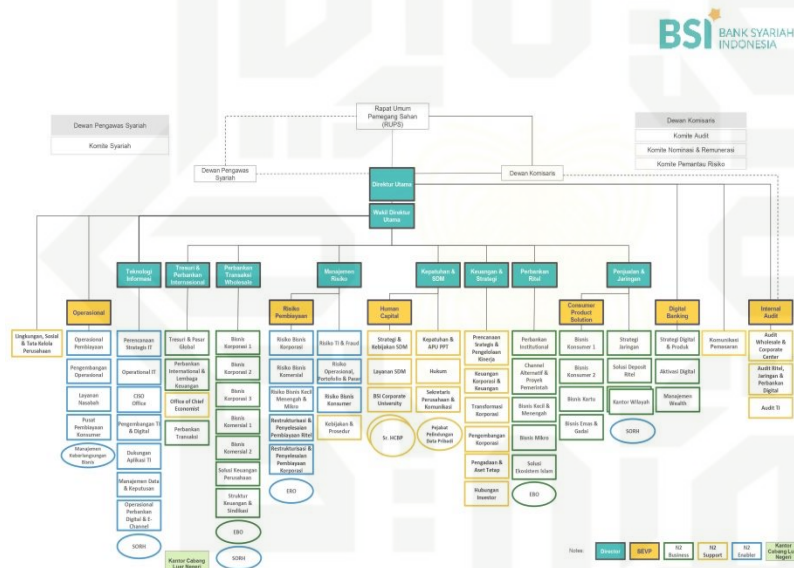 BSI BANK SYARIAH
INDONESIA
Rapat Umum
Pemegang Saham
(RUPS)
Dewan Pengawas Syariah
Komite Syariah
Dewan Komisaris
Komite Audit
Komite Nominasi & Remunerasi
Komite Pemantau Risiko
Dewan Pengawas
Syariah
Dewan Komisaris
Direktur Utama
Wakil Direktur
Utama
Teknologi
Informasi
Tresuri &
Perbankan
Internasional
Perbankan
Transaksi
Wholesale
Manajemen
Risiko
Kepatuhan &
SDM
Keuangan &
Strategi
Perbankan
Ritel
Penjualan &
Jaringan
Operasional
Risiko
Pembiayaan
Human
Capital
Consumer
Product
Solution
Digital
Banking
Internal
Audit
Lingkungan, Sosial
& Tata Kelola
Perusahaan
Operasional
Pembiayaan
Pengembangan
Operasional
Layanan
Nasabah
Pusat
Pembiayaan
Konsumen
Manajemen
Keberlangsungan
Bisnis
Perencanaan
Strategis IT
Operational IT
CISO
Office
Pengembangan TI
& Digital
Dukungan
Aplikasi TI
Manajemen Data
& Keputusan
Operasional
Perbankan
Digital & E-
Channel
SORH
Tresuri & Pasar
Global
Perbankan
International &
Lembaga
Keuangan
Office of Chief
Economist
Perbankan
Transaksi
Kantor Cabang
Luar Negeri
Bisnis
Korporasi 1
Bisnis
Korporasi 2
Bisnis
Korporasi 3
Bisnis
Komersial 1
Bisnis
Komersial 2
Solusi Keuangan
Perusahaan
Struktur
Keuangan &
Sindikasi
EBO
SORH
Risiko Bisnis
Korporasi
Risiko Bisnis
Komersial
Risiko Bisnis Kecil
Menengah &
Mikro
Restrukturisasi &
Penyelesaian
Pembiayaan Ritel
Restrukturisasi &
Penyelesaian
Pembiayaan
Korporasi
EBO
Risiko TI & Fraud
Risiko
Operasional,
Portofolio & Pasar
Risiko Bisnis
Konsumer
Kebijakan &
Prosedur
Strategi &
Kebijakan SDM
Layanan SDM
BSI Corporate
University
Sr. HCBP
Kepatuhan &
APU PPT
Hukum
Sekretaris
Perusahaan &
Komunikasi
Pejabat
Pelindungan
Data Pribadi
Perencanaan
Strategis &
Pengelolaan
Kinerja
Keuangan
Korporasi & Keuangan
Transformasi
Korporasi
Pengembangan
Korporasi
Pengadaan &
Aset Tetap
Hubungan
Investor
Perbankan
Institutional
Channel
Alternatif &
Proyek
Pemerintah
Bisnis Kecil &
Menengah
Bisnis Mikro
Solusi
Ekosistem Islam
EBO
Bisnis
Konsumer 1
Bisnis
Konsumer 2
Bisnis Kartu
Bisnis Emas &
Gadai
Strategi
Jaringan
Solusi Deposit
Ritel
Kantor Wilayah
SORH
Strategi Digital
& Produk
Aktivasi Digital
Manajemen
Wealth
Komunikasi
Pemasaran
Audit
Wholesale &
Corporate
Center
Audit Ritel,
Jaringan &
Perbankan
Digital
Audit TI
Notes:
Director
SEVP
N2
Business
N2
Support
N2
Enabler
Kantor
Cabang Luar
Negeri